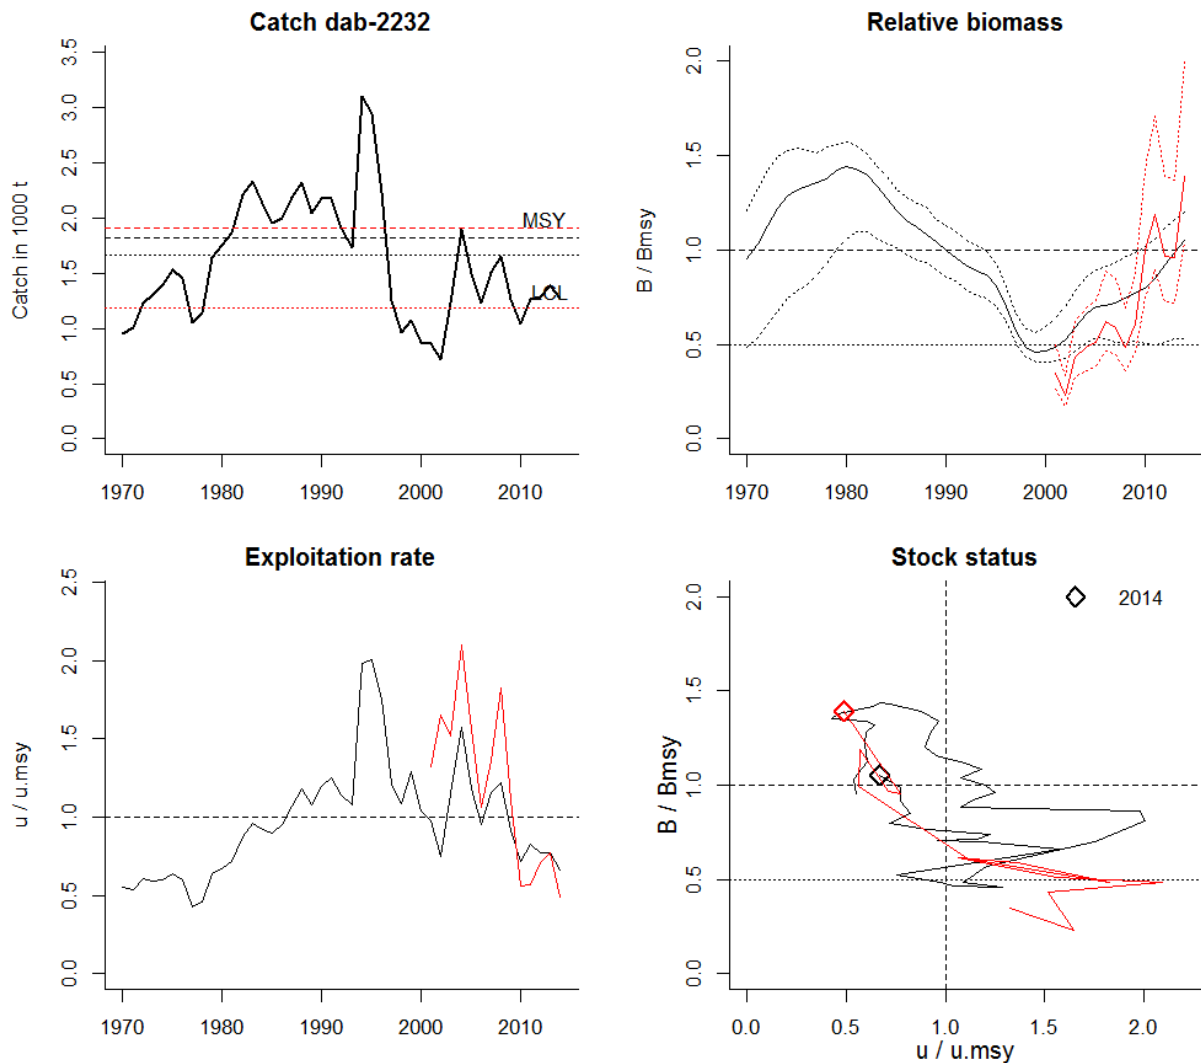 Catch dab-2232
Catch in 1000 t
0.0 0.5 1.0 1.5 2.0 2.5 3.0 3.5
MSY
LCL
1970 1980 1990 2000 2010
Relative biomass
B / Bmsy
0.0 0.5 1.0 1.5 2.0
1970 1980 1990 2000 2010
Exploitation rate
u / u.msy
0.0 0.5 1.0 1.5 2.0 2.5
1970 1980 1990 2000 2010
Stock status
2014
B / Bmsy
0.0 0.5 1.0 1.5 2.0
0.0 0.5 1.0 1.5 2.0
u / u.msy